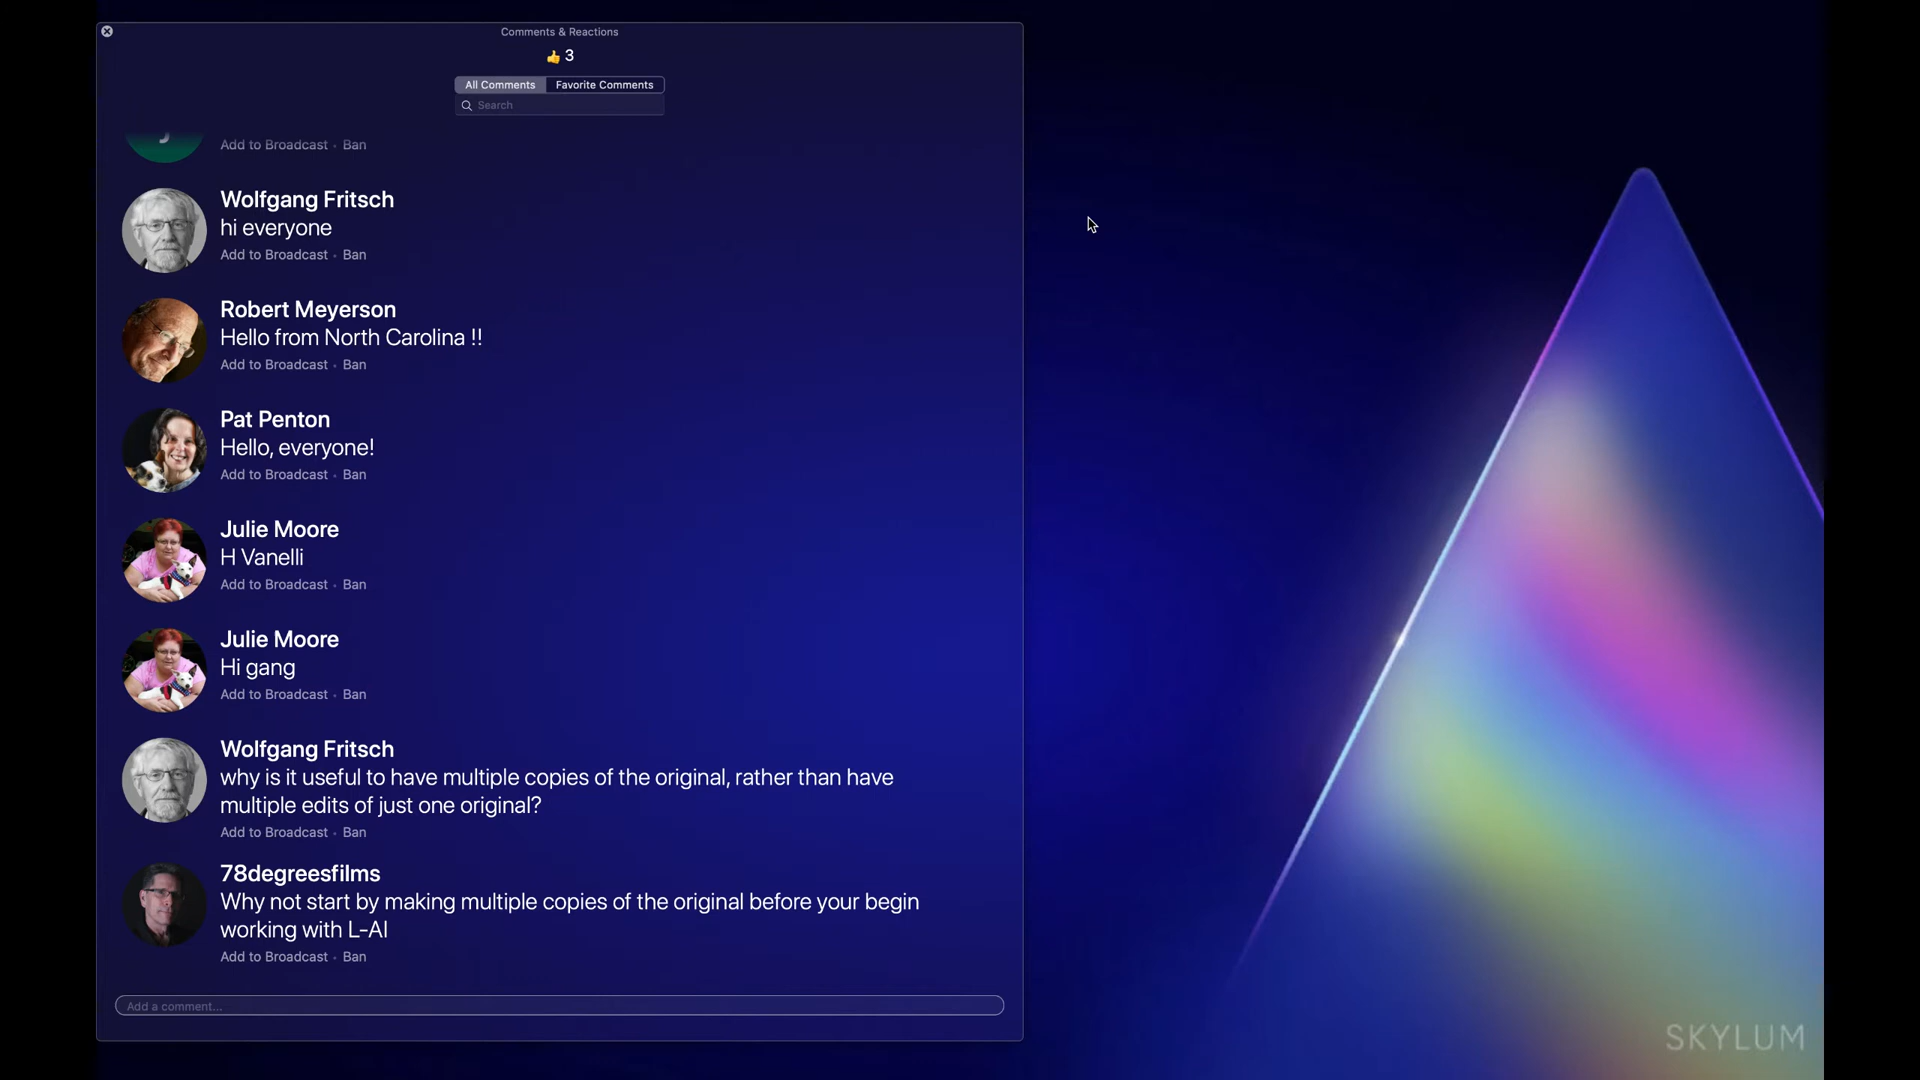 Comments & Reactions
👍 3
All Comments Favorite Comments
Search
Add to Broadcast • Ban
Wolfgang Fritsch
hi everyone
Add to Broadcast • Ban
Robert Meyerson
Hello from North Carolina !!
Add to Broadcast • Ban
Pat Penton
Hello, everyone!
Add to Broadcast • Ban
Julie Moore
H Vanelli
Add to Broadcast • Ban
Julie Moore
Hi gang
Add to Broadcast • Ban
Wolfgang Fritsch
why is it useful to have multiple copies of the original, rather than have
multiple edits of just one original?
Add to Broadcast • Ban
78degreesfilms
Why not start by making multiple copies of the original before your begin
working with L-AI
Add to Broadcast • Ban
Add a comment...
SKYLUM